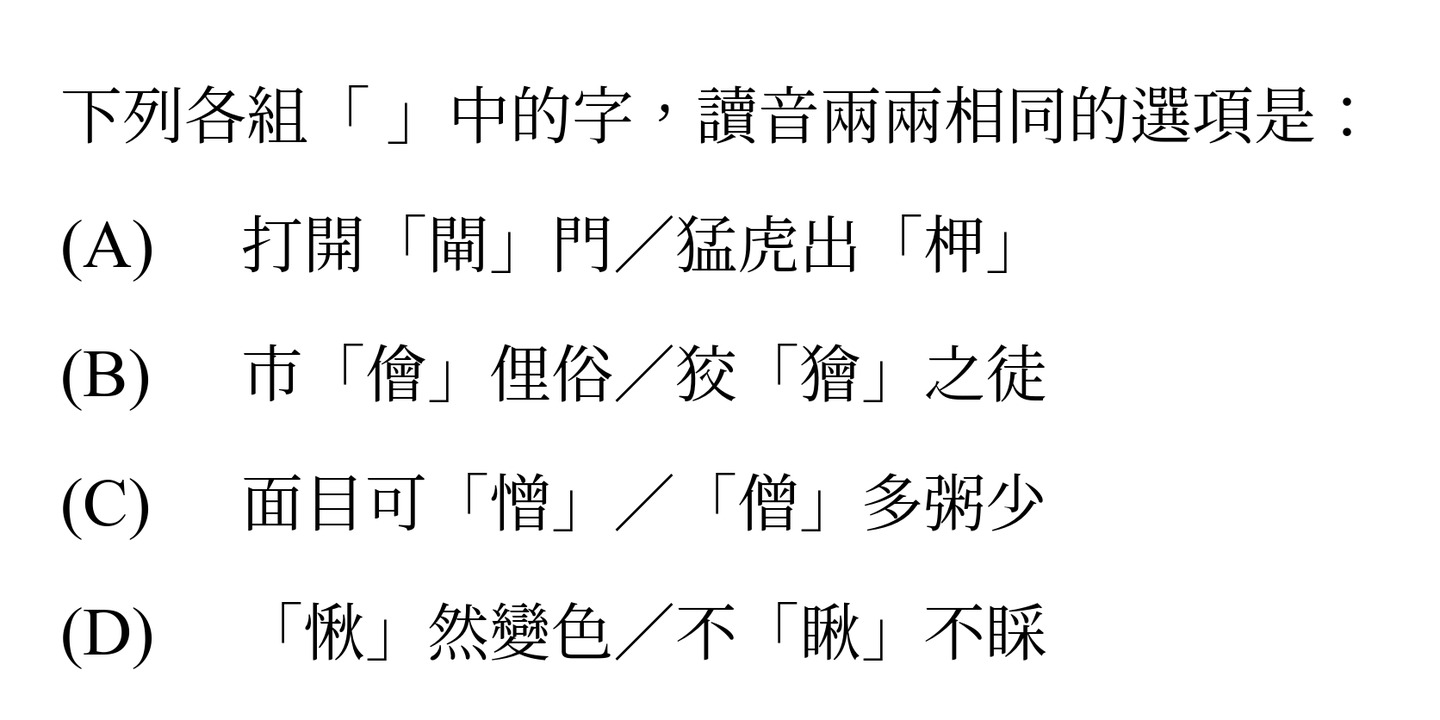 下列各組「 」中的字，讀音兩兩相同的選項是：
(A) 打開「閘」門／猛虎出「柙」
(B) 市「儈」俚俗／狡「獪」之徒
(C) 面目可「憎」／「僧」多粥少
(D) 「愀」然變色／不「瞅」不睬